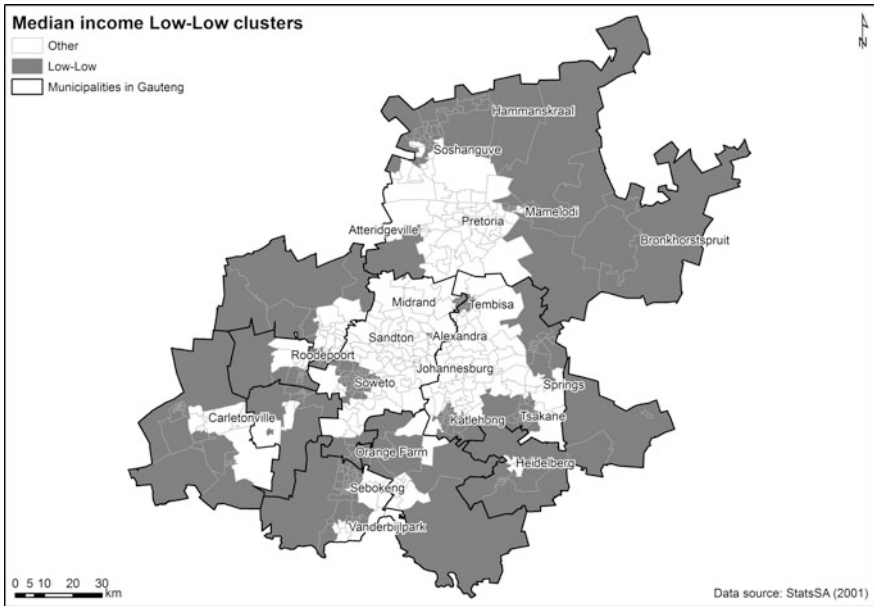 Median income Low-Low clusters
Other
Low-Low
Municipalities in Gauteng
N
Hammanskraal
Soshanguve
Mamelodi
Pretoria
Atteridgeville
Bronkhorstspruit
Midrand
Tembisa
Sandton
Alexandra
Roodepoort
Johannesburg
Soweto
Springs
Carletonville
Katlehong
Tsakane
Orange Farm
Heidelberg
Sebokeng
Vanderbijlpark
0 5 10 20 30
km
Data source: StatsSA (2001)